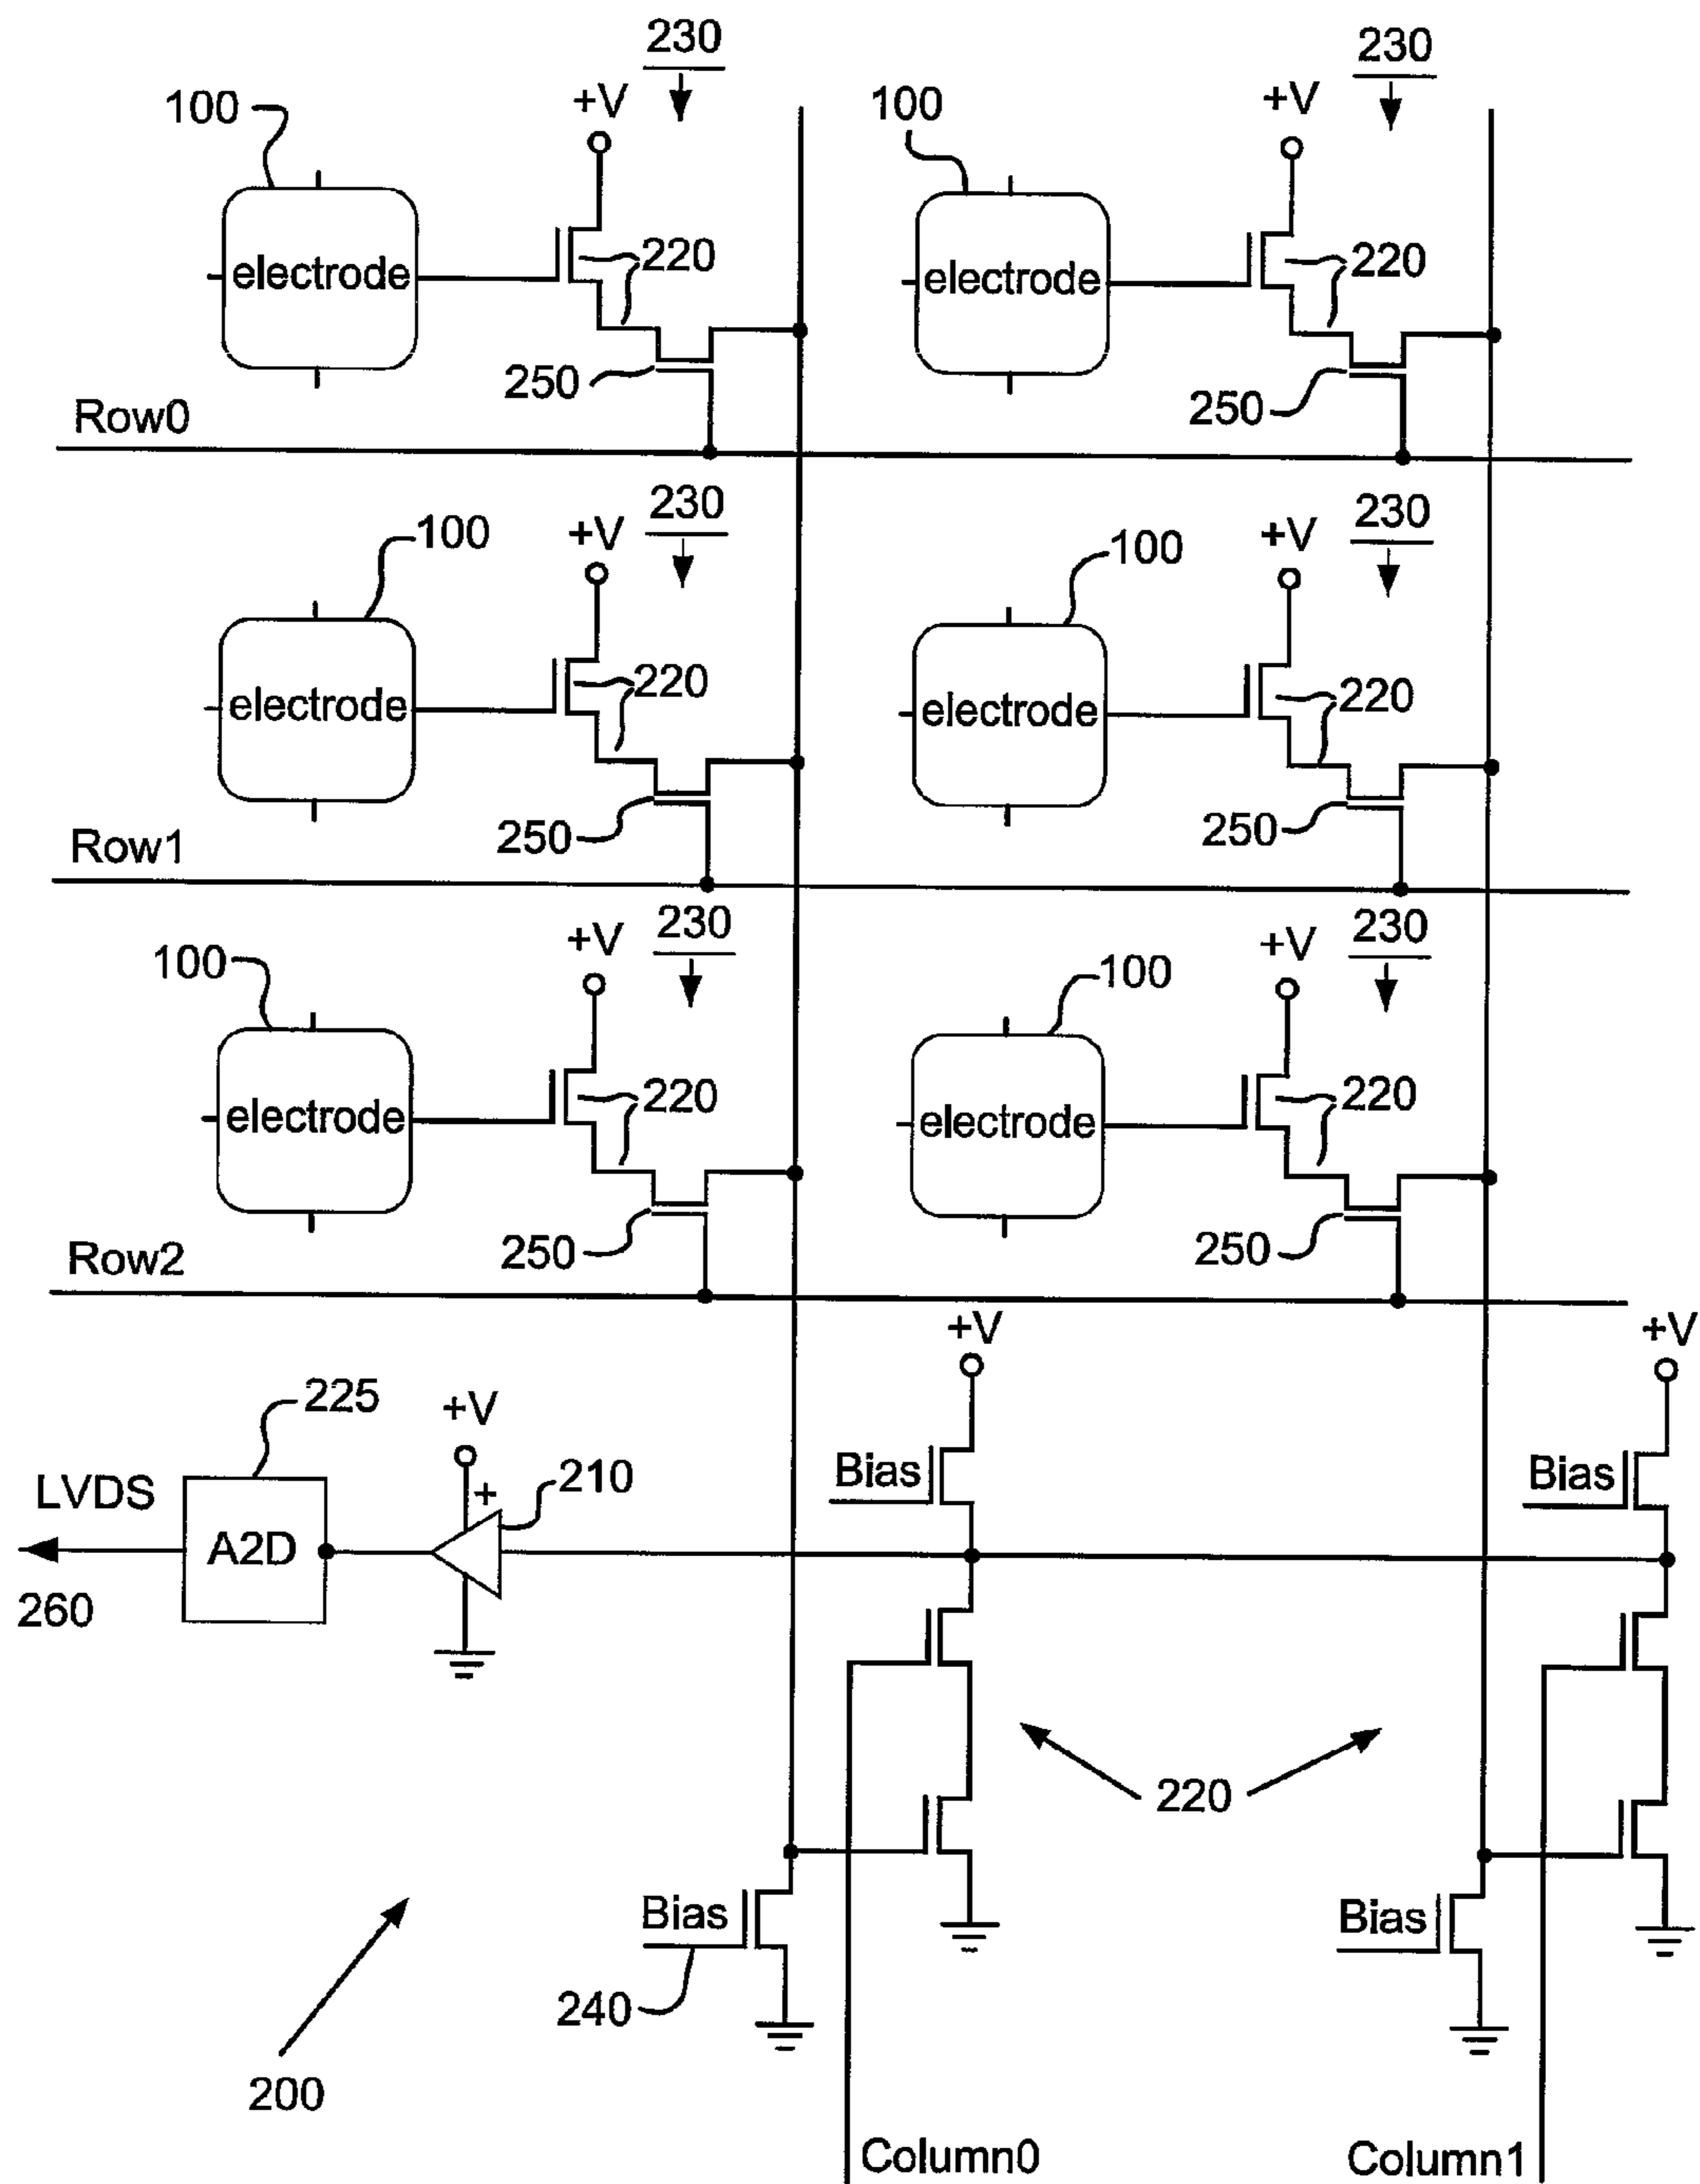 230
230
100
+V
100
+V
electrode
220
electrode
220
250
250
Row0
230
230
100
+V
100
+V
electrode
220
electrode
220
250
250
Row1
230
230
100
+V
100
+V
electrode
220
electrode
220
250
250
Row2
+V
+V
225
+V
LVDS
A2D
+
210
Bias
Bias
260
220
Bias
Bias
240
200
Column0
Column1